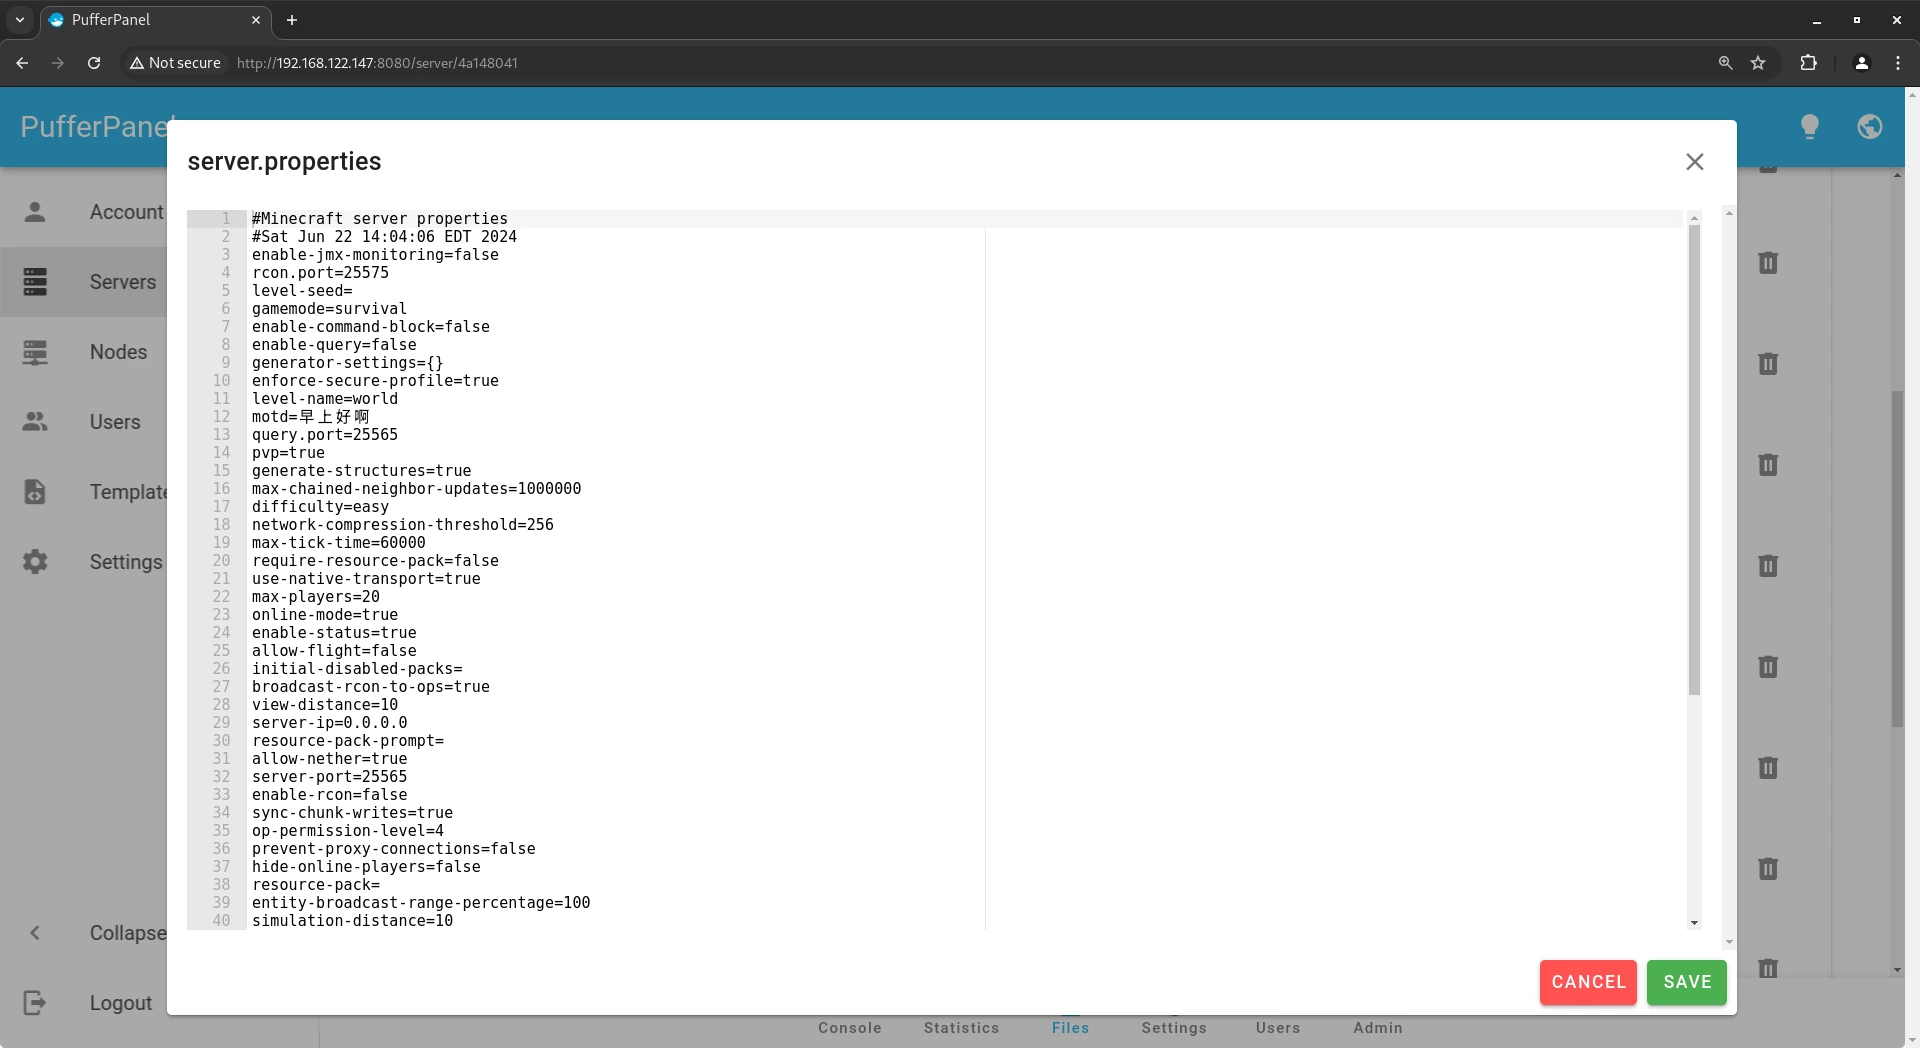 PufferPanel
Not secure
http://192.168.122.147:8080/server/4a148041
PufferPanel
Account
Servers
Nodes
Users
Template
Settings
Collapse
Logout
server.properties
1 #Minecraft server properties
2 #Sat Jun 22 14:04:06 EDT 2024
3 enable-jmx-monitoring=false
4 rcon.port=25575
5 level-seed=
6 gamemode=survival
7 enable-command-block=false
8 enable-query=false
9 generator-settings={}
10 enforce-secure-profile=true
11 level-name=world
12 motd=早上好啊
13 query.port=25565
14 pvp=true
15 generate-structures=true
16 max-chained-neighbor-updates=1000000
17 difficulty=easy
18 network-compression-threshold=256
19 max-tick-time=60000
20 require-resource-pack=false
21 use-native-transport=true
22 max-players=20
23 online-mode=true
24 enable-status=true
25 allow-flight=false
26 initial-disabled-packs=
27 broadcast-rcon-to-ops=true
28 view-distance=10
29 server-ip=0.0.0.0
30 resource-pack-prompt=
31 allow-nether=true
32 server-port=25565
33 enable-rcon=false
34 sync-chunk-writes=true
35 op-permission-level=4
36 prevent-proxy-connections=false
37 hide-online-players=false
38 resource-pack=
39 entity-broadcast-range-percentage=100
40 simulation-distance=10
CANCEL SAVE
Console Statistics Files Settings Users Admin